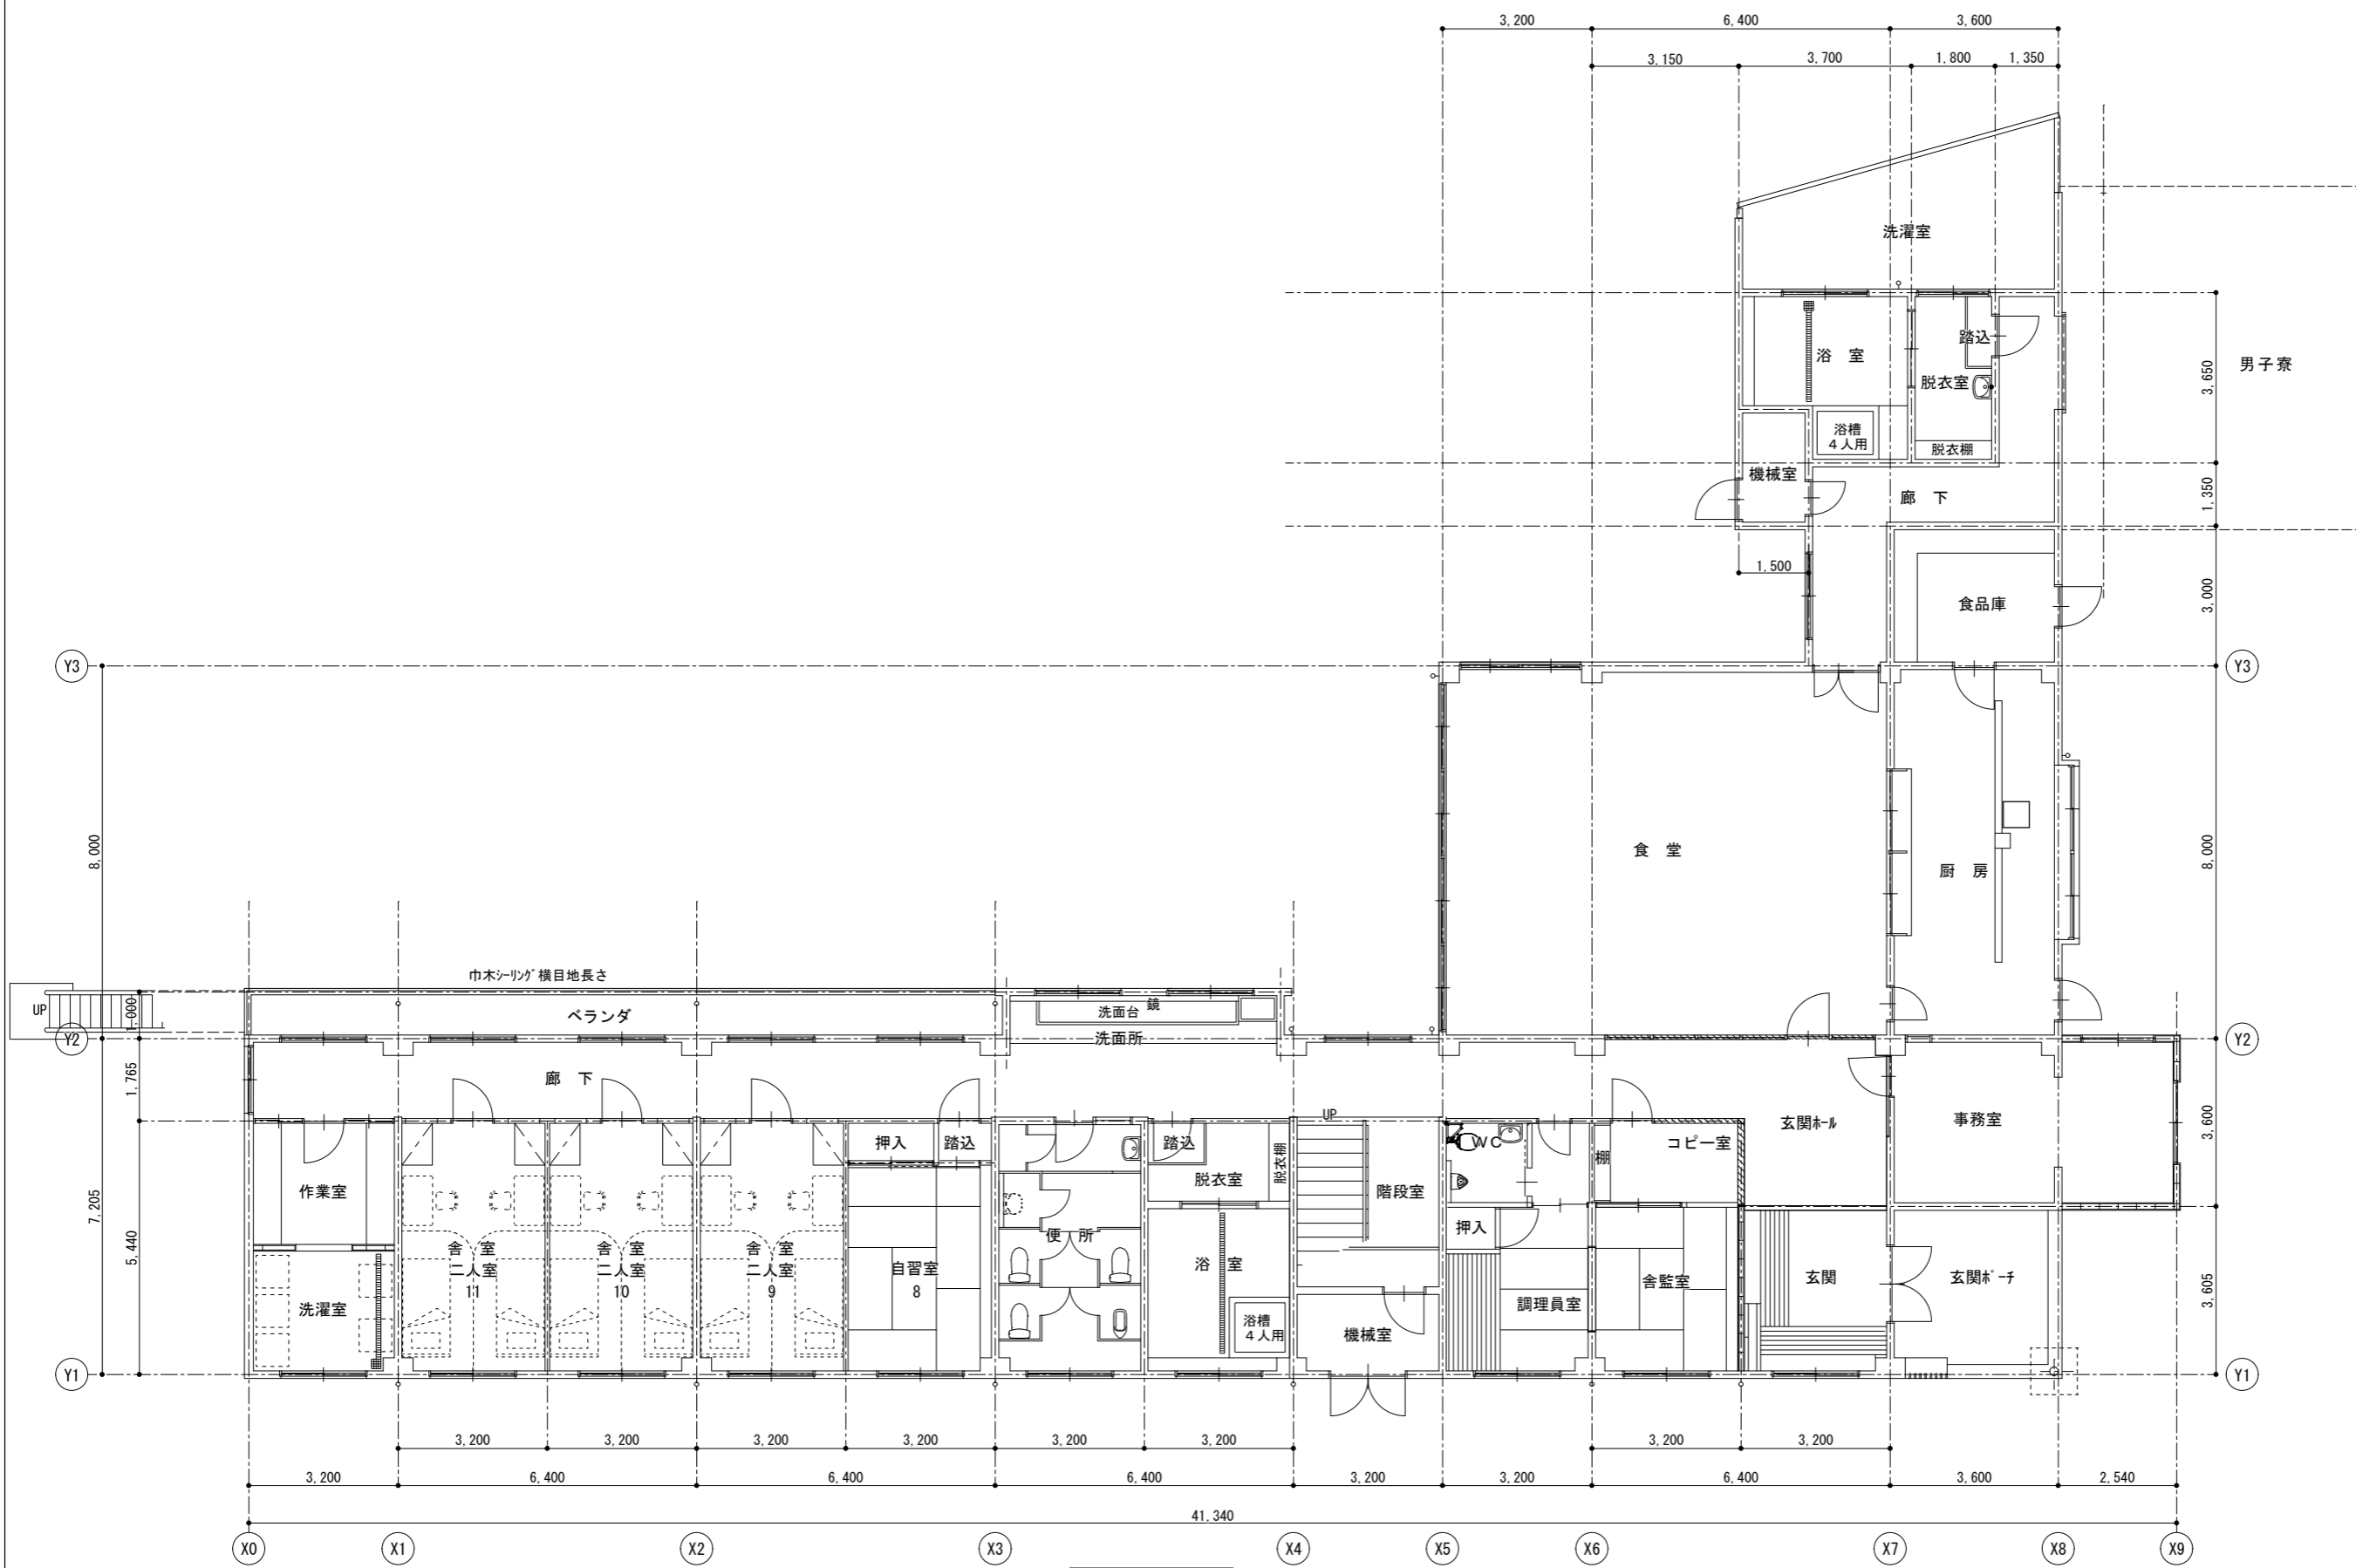 3,200 6,400 3,600
3,150 3,700 1,800 1,350
洗濯室
浴 室
踏込
脱衣室
3,650
男子寮
浴槽
4人用
脱衣棚
機械室
廊 下
1,350
1,500
食品庫
3,000
Y3
Y3
8,000
食 堂
厨 房
8,000
巾木シーリング横目地長さ
UP
1,000
ベランダ
洗面台
鏡
洗面所
Y2
Y2
廊 下
1,765
UP
押入
踏込
踏込
脱衣棚
WC
棚
コピー室
玄関ホール
事務室
3,600
作業室
脱衣室
階段室
7,205
5,440
舎 室
二人室
11
舎 室
二人室
10
舎 室
二人室
9
自習室
8
便 所
浴 室
押入
舎監室
玄関
玄関ポーチ
3,605
洗濯室
浴槽
4人用
機械室
調理員室
Y1
Y1
3,200 3,200 3,200 3,200 3,200 3,200 3,200 3,200
3,200 6,400 6,400 6,400 3,200 3,200 6,400 3,600 2,540
41,340
X0 X1 X2 X3 X4 X5 X6 X7 X8 X9